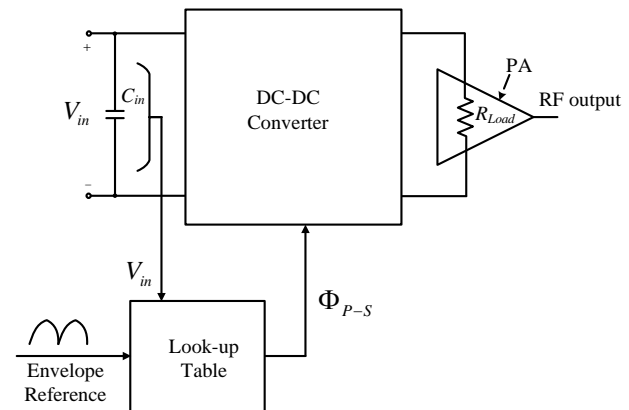 +
V_in
C_in
−
DC-DC
Converter
PA
R_Load
RF output
V_in
Φ_P−S
Look-up
Table
Envelope
Reference